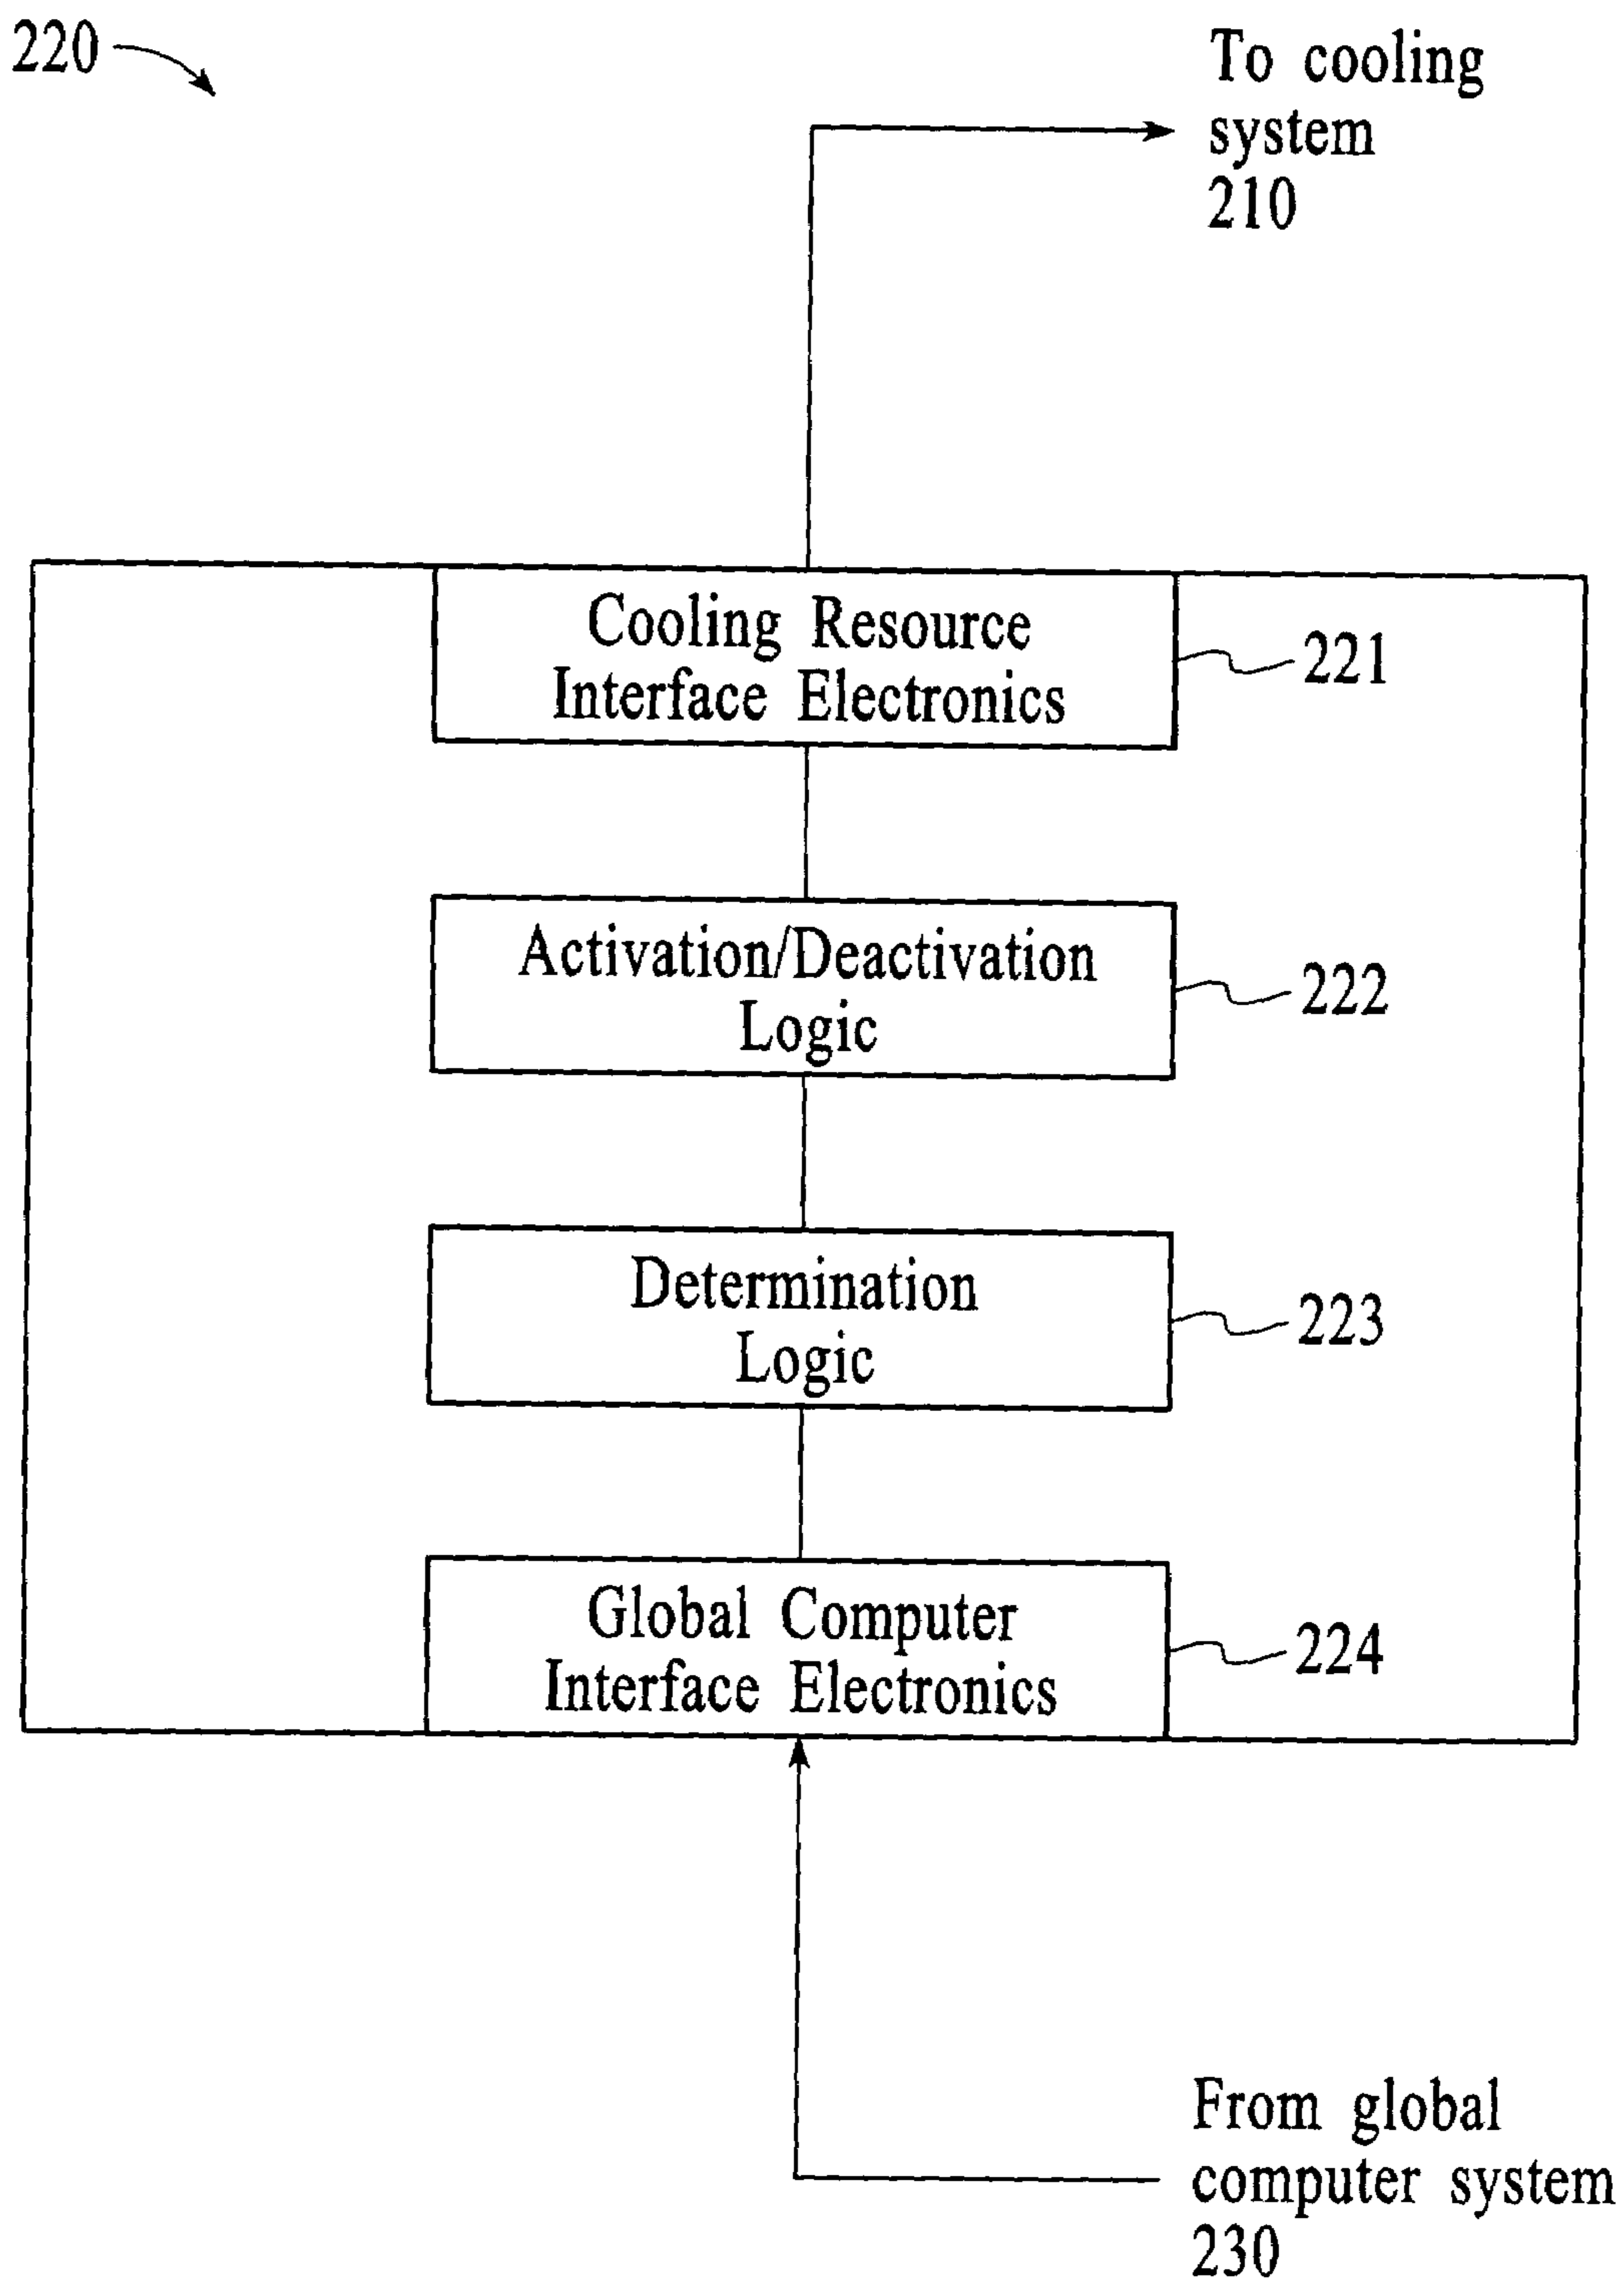 220
To cooling
system
210
Cooling Resource
Interface Electronics
221
Activation/Deactivation
Logic
222
Determination
Logic
223
Global Computer
Interface Electronics
224
From global
computer system
230